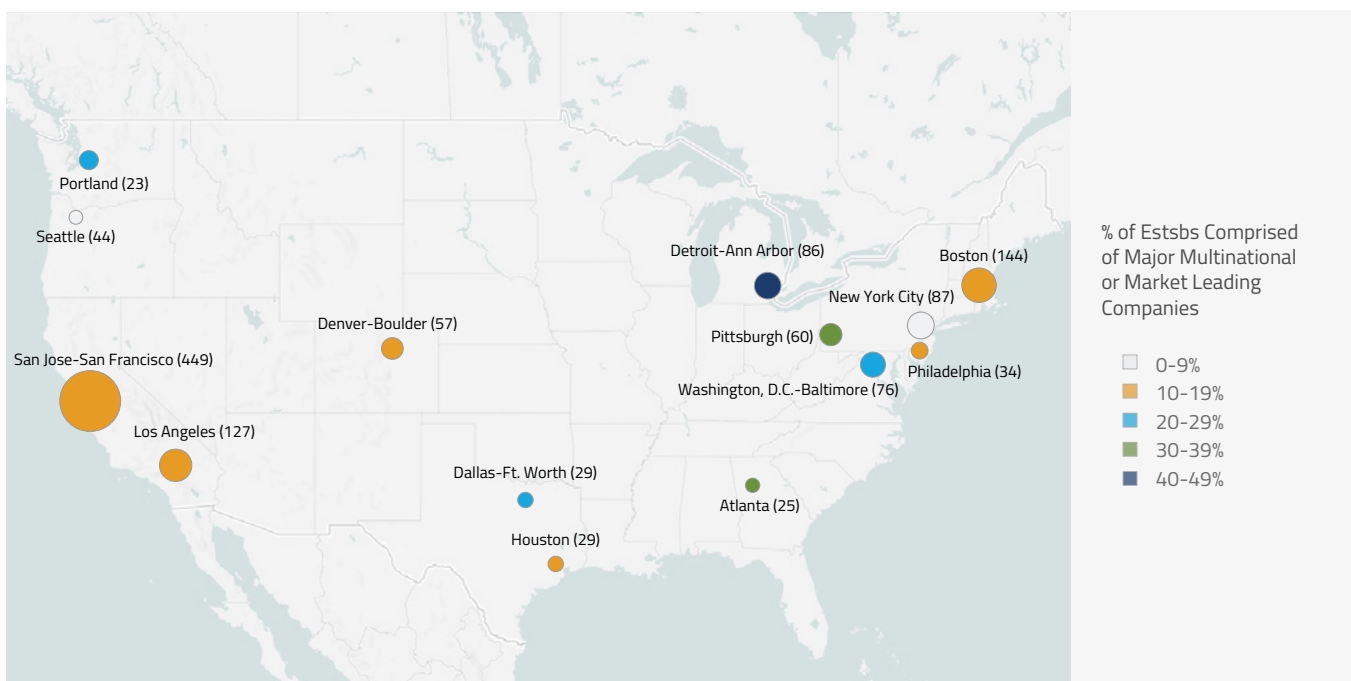 Portland (23)
Seattle (44)
San Jose-San Francisco (449)
Los Angeles (127)
Denver-Boulder (57)
Dallas-Ft. Worth (29)
Houston (29)
Detroit-Ann Arbor (86)
Boston (144)
New York City (87)
Pittsburgh (60)
Philadelphia (34)
Washington, D.C.-Baltimore (76)
Atlanta (25)
% of Estsbs Comprised
of Major Multinational
or Market Leading
Companies
0-9%
10-19%
20-29%
30-39%
40-49%